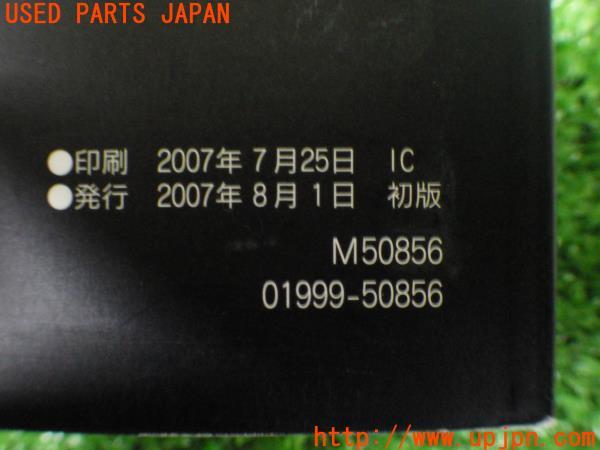 USED PARTS JAPAN
●印刷 2007年 7月25日 IC
●発行 2007年 8月 1日 初版
M50856
01999-50856
http://www.upjpn.com/